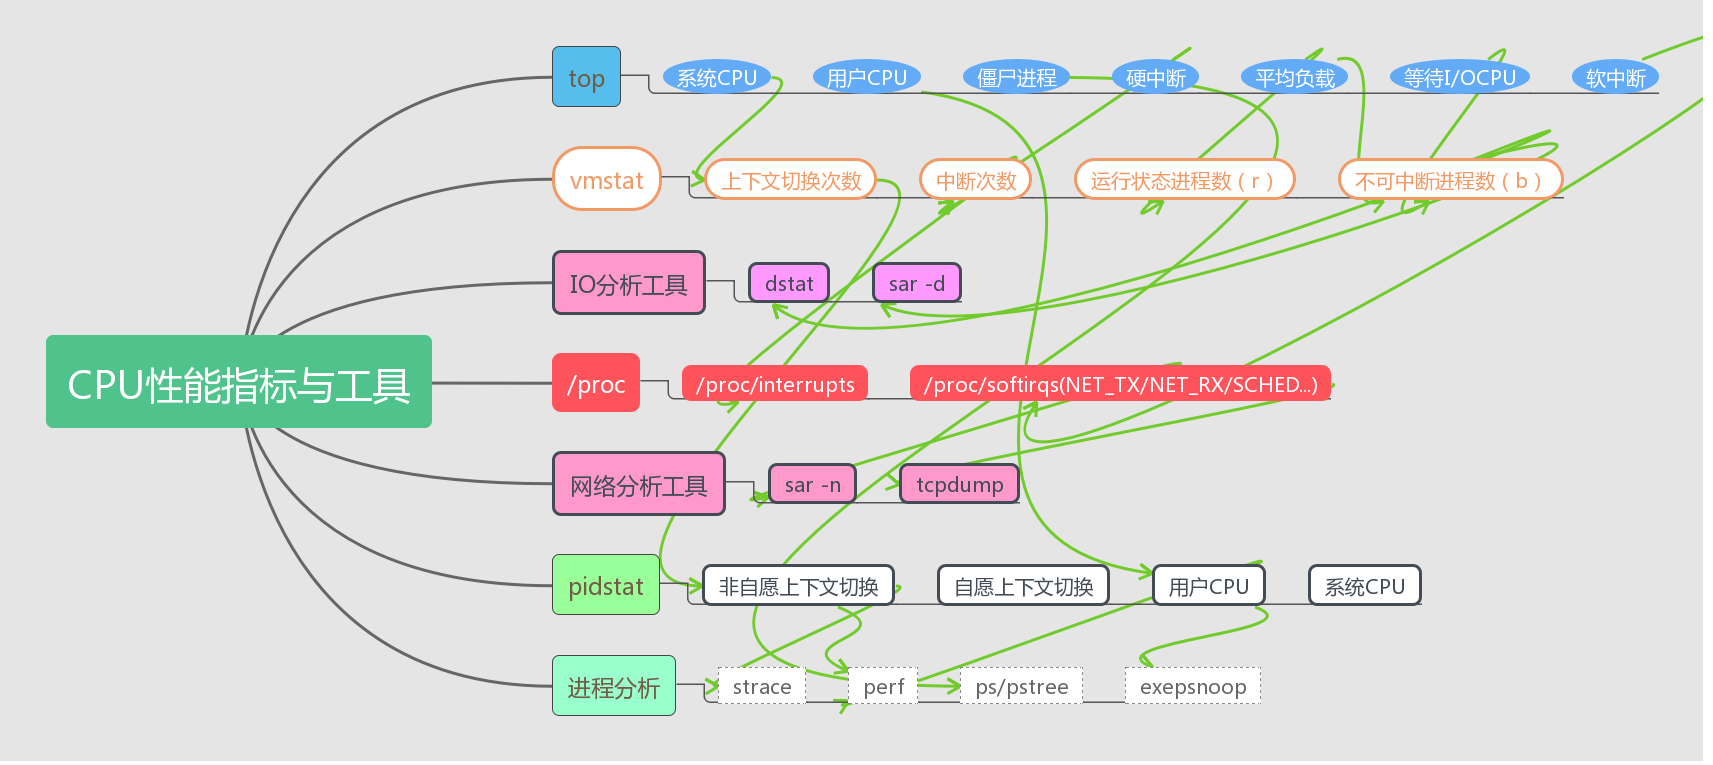 top 系统CPU 用户CPU 僵尸进程 硬中断 平均负载 等待I/OCPU 软中断
vmstat 上下文切换次数 中断次数 运行状态进程数（r） 不可中断进程数（b）
IO分析工具 dstat sar -d
CPU性能指标与工具
/proc /proc/interrupts /proc/softirqs(NET_TX/NET_RX/SCHED...)
网络分析工具 sar -n tcpdump
pidstat 非自愿上下文切换 自愿上下文切换 用户CPU 系统CPU
进程分析 strace perf ps/pstree exepsnoop